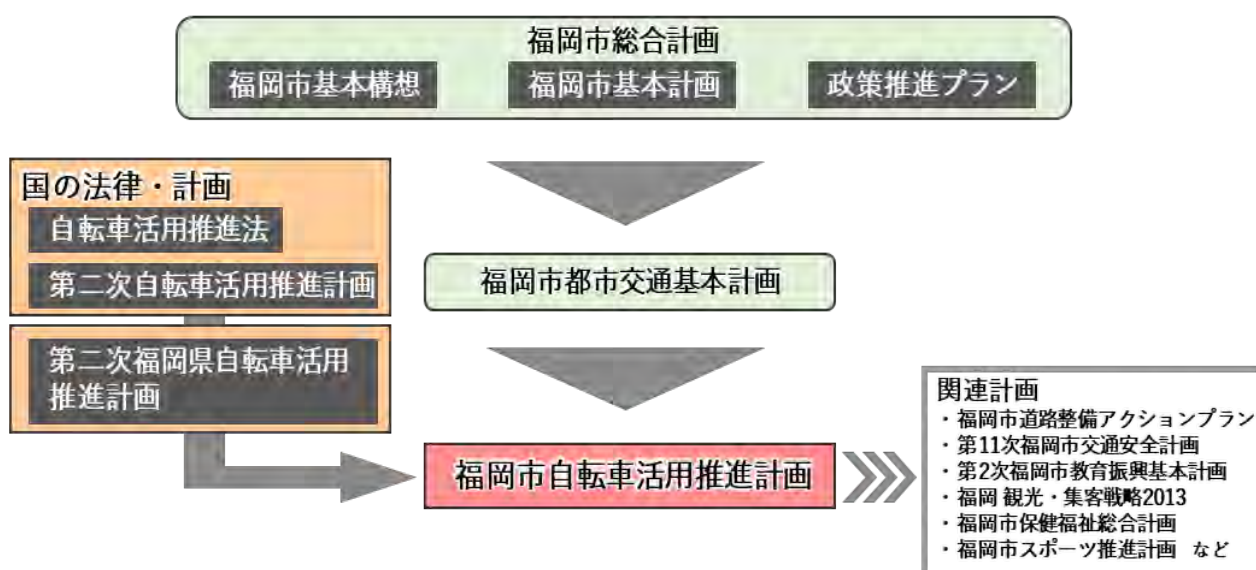 福岡市総合計画
福岡市基本構想
福岡市基本計画
政策推進プラン
国の法律・計画
自転車活用推進法
第二次自転車活用推進計画
第二次福岡県自転車活用
推進計画
福岡市都市交通基本計画
福岡市自転車活用推進計画
関連計画
・福岡市道路整備アクションプラン
・第11次福岡市交通安全計画
・第2次福岡市教育振興基本計画
・福岡 観光・集客戦略2013
・福岡市保健福祉総合計画
・福岡市スポーツ推進計画 など